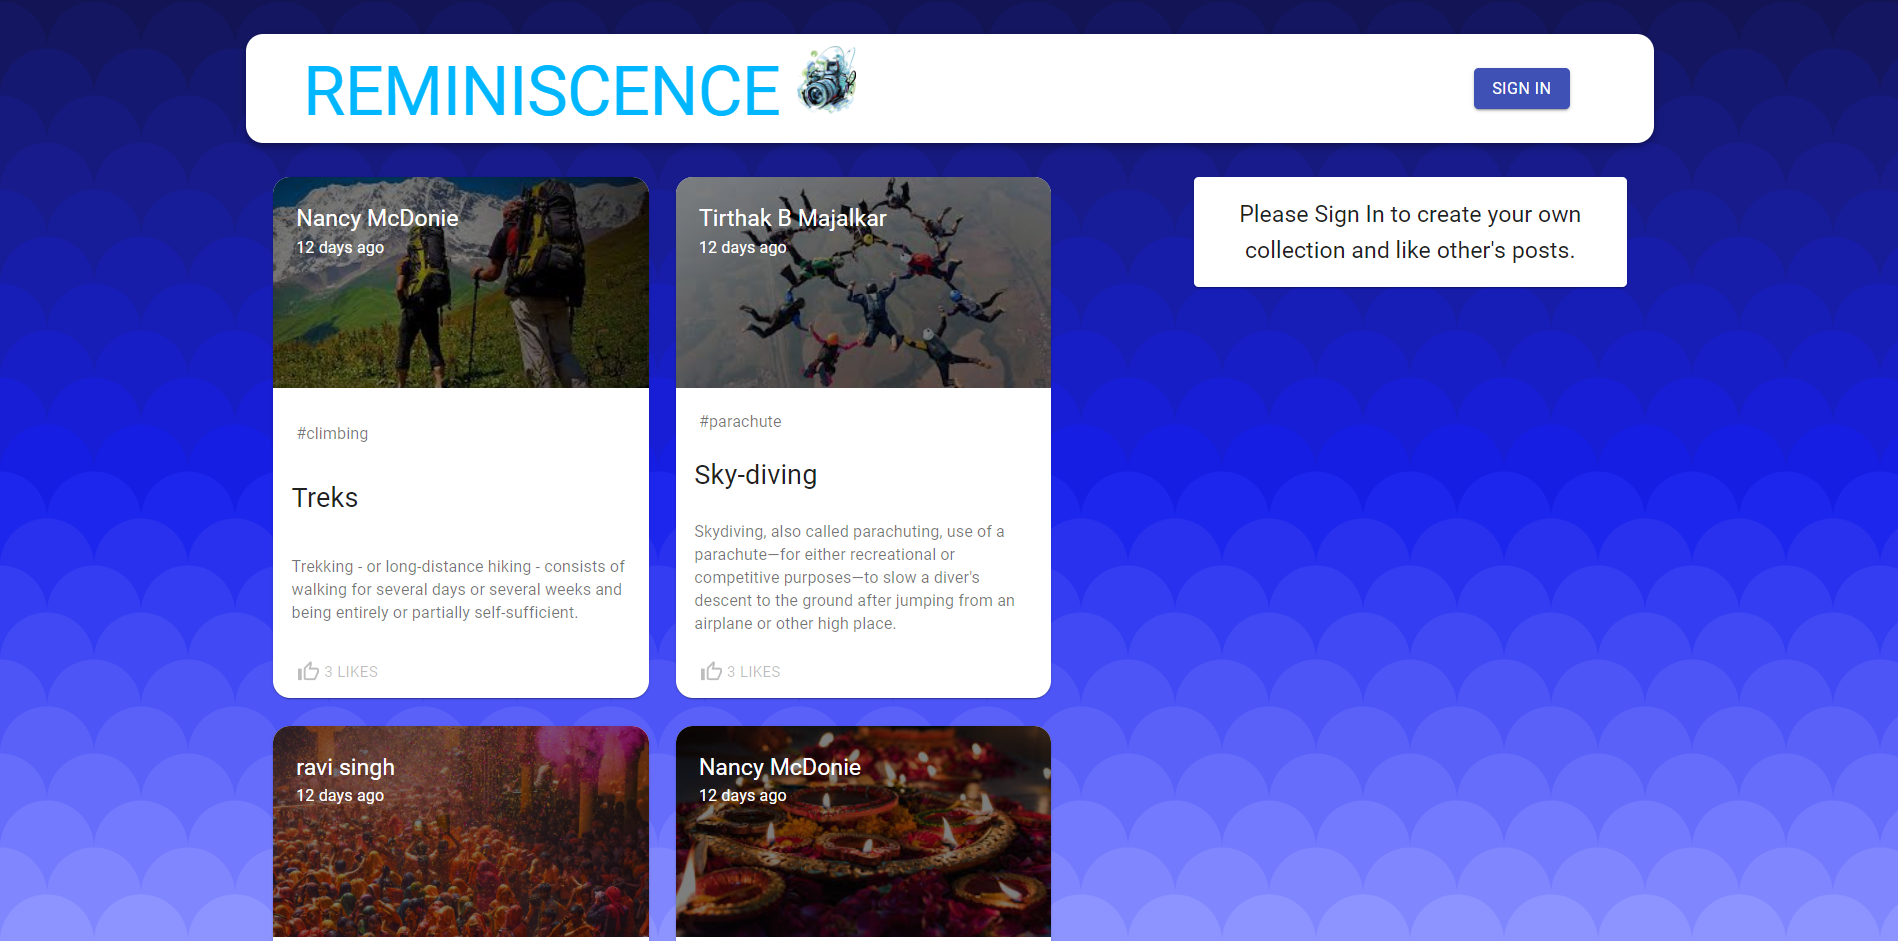 REMINISCENCE
SIGN IN
Nancy McDonie
12 days ago
#climbing
Treks
Trekking - or long-distance hiking - consists of
walking for several days or several weeks and
being entirely or partially self-sufficient.
3 LIKES
Tirthak B Majalkar
12 days ago
#parachute
Sky-diving
Skydiving, also called parachuting, use of a
parachute—for either recreational or
competitive purposes—to slow a diver's
descent to the ground after jumping from an
airplane or other high place.
3 LIKES
Please Sign In to create your own
collection and like other's posts.
ravi singh
12 days ago
Nancy McDonie
12 days ago